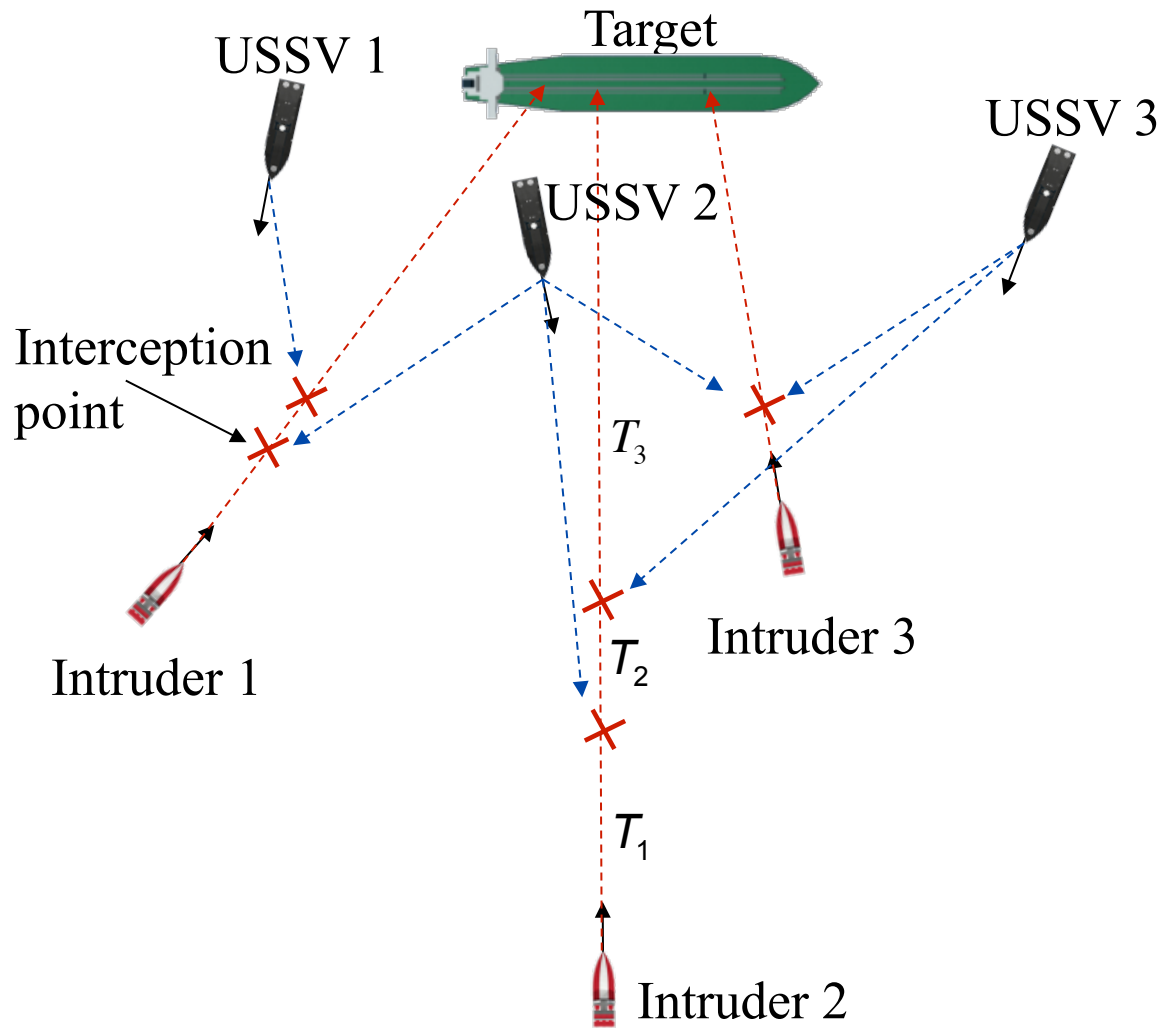 Target
USSV 1
USSV 3
USSV 2
Interception
point
T₃
Intruder 3
T₂
Intruder 1
T₁
Intruder 2